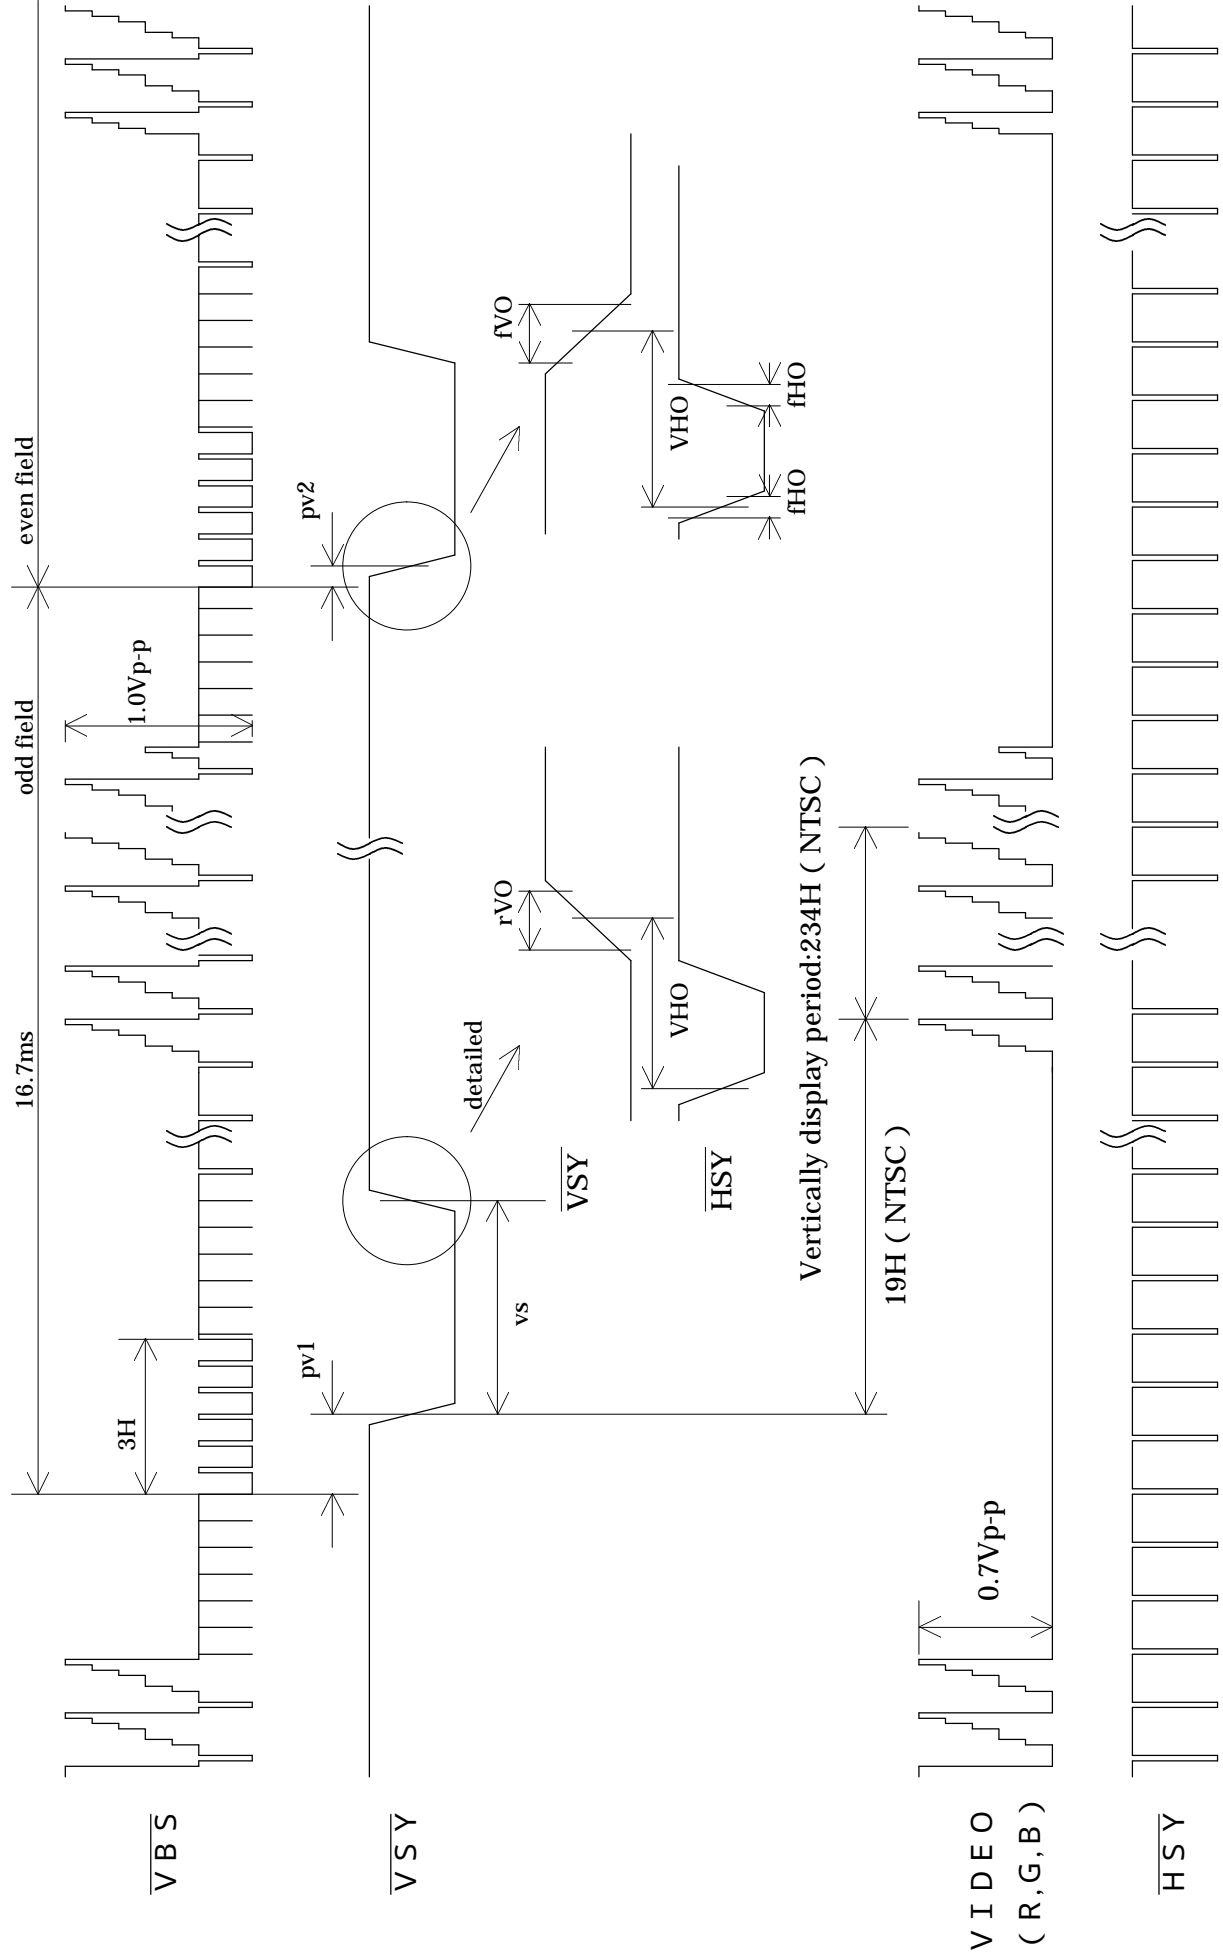 16.7ms
odd field
even field
3H
1.0Vp-p
VBS
pv1
pv2
VSY
vs
detailed
rVO
fVO
VSY
VHO
VHO
HSY
fHO
fHO
Vertically display period:234H ( NTSC )
19H ( NTSC )
0.7Vp-p
VIDEO
( R,G,B )
HSY